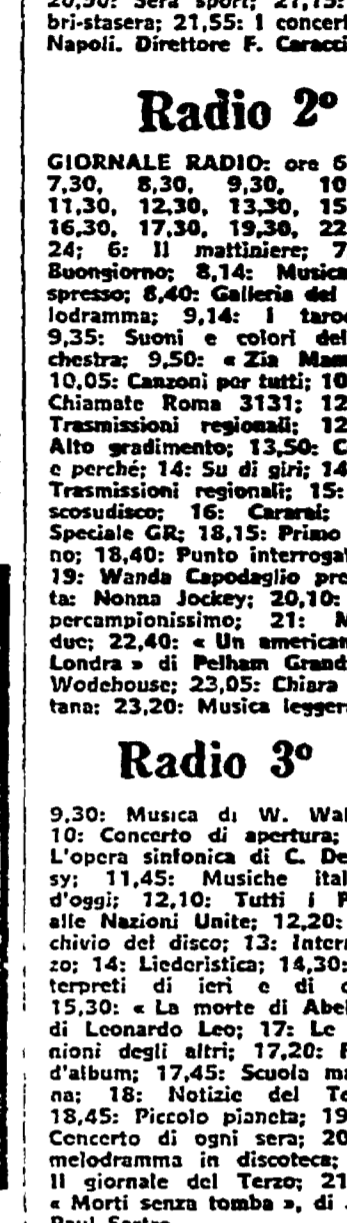 20,50: Sera sport; 21,15:
bri-stasera; 21,55: I concert
Napoli. Direttore F. Caracci
Radio 2º
GIORNALE RADIO: ore 6
7,30, 8,30, 9,30, 10
11,30, 12,30, 13,30, 15
16,30, 17,30, 19,30, 22
24; 6: Il mattiniere; 7
Buongiorno; 8,14: Musica
spresso; 8,40: Galleria del
lodramma; 9,14: I taroc
9,35: Suoni e colori del
chestra; 9,50: « Zia Mam
10,05: Canzoni per tutti; 10
Chiamate Roma 3131; 12
Trasmissioni regionali; 12
Alto gradimento; 13,50: C
e perché; 14: Su di giri; 14
Trasmissioni regionali; 15:
scosudisco; 16: Cararai;
Speciale GR; 18,15: Primo
no; 18,40: Punto interrogat
19: Wanda Capodaglio pre
ta: Nonna Jockey; 20,10:
percampionissimo; 21: M
due; 22,40: « Un american
Londra » di Pelham Grand
Wodehouse; 23,05: Chiara
tana; 23,20: Musica legger
Radio 3º
9,30: Musica di W. Wal
10: Concerto di apertura;
L'opera sinfonica di C. De
sy; 11,45: Musiche ital
d'oggi; 12,10: Tutti i P
alle Nazioni Unite; 12,20:
chivio del disco; 13: Interm
zo; 14: Liederistica; 14,30:
terpreti di ieri e di o
15,30: « La morte di Abel
di Leonardo Leo; 17: Le
nioni degli altri; 17,20: F
d'album; 17,45: Scuola ma
na; 18: Notizie del Te
18,45: Piccolo pianeta; 19
Concerto di ogni sera; 20
melodramma in discoteca;
Il giornale del Terzo; 21
« Morti senza tomba », di J
Paul Sartre